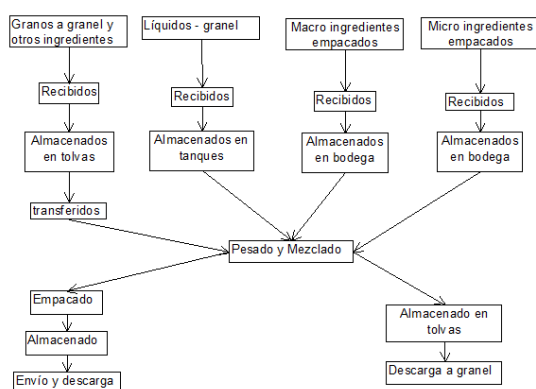 Granos a granel y
otros ingredientes
Líquidos - granel
Macro ingredientes
empacados
Micro ingredientes
empacados
Recibidos
Recibidos
Recibidos
Recibidos
Almacenados
en tolvas
Almacenados en
tanques
Almacenados
en bodega
Almacenados
en bodega
transferidos
Pesado y Mezclado
Empacado
Almacenado
Envío y descarga
Almacenado en
tolvas
Descarga a granel